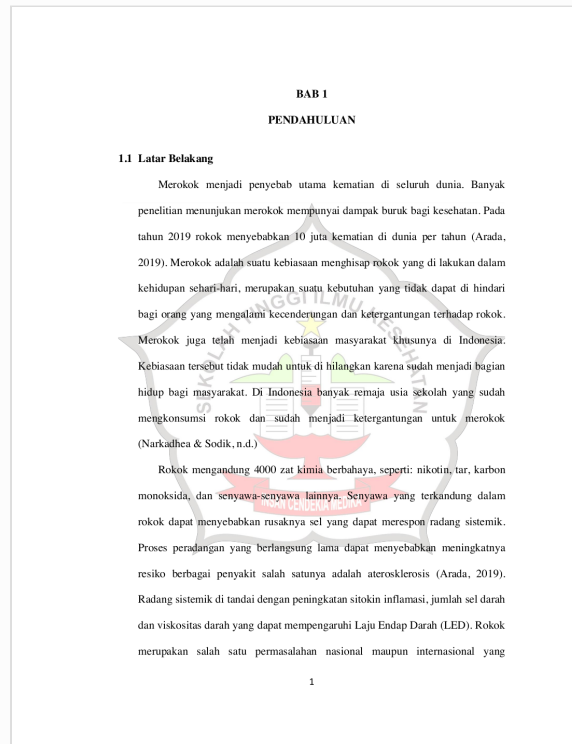 BAB 1
PENDAHULUAN
1.1 Latar Belakang
Merokok menjadi penyebab utama kematian di seluruh dunia. Banyak
penelitian menunjukan merokok mempunyai dampak buruk bagi kesehatan. Pada
tahun 2019 rokok menyebabkan 10 juta kematian di dunia per tahun (Arada,
2019). Merokok adalah suatu kebiasaan menghisap rokok yang di lakukan dalam
kehidupan sehari-hari, merupakan suatu kebutuhan yang tidak dapat di hindari
bagi orang yang mengalami kecenderungan dan ketergantungan terhadap rokok.
Merokok juga telah menjadi kebiasaan masyarakat khusunya di Indonesia.
Kebiasaan tersebut tidak mudah untuk di hilangkan karena sudah menjadi bagian
hidup bagi masyarakat. Di Indonesia banyak remaja usia sekolah yang sudah
mengkonsumsi rokok dan sudah menjadi ketergantungan untuk merokok
(Narkadhea & Sodik, n.d.)
Rokok mengandung 4000 zat kimia berbahaya, seperti: nikotin, tar, karbon
monoksida, dan senyawa-senyawa lainnya. Senyawa yang terkandung dalam
rokok dapat menyebabkan rusaknya sel yang dapat merespon radang sistemik.
Proses peradangan yang berlangsung lama dapat menyebabkan meningkatnya
resiko berbagai penyakit salah satunya adalah aterosklerosis (Arada, 2019).
Radang sistemik di tandai dengan peningkatan sitokin inflamasi, jumlah sel darah
dan viskositas darah yang dapat mempengaruhi Laju Endap Darah (LED). Rokok
merupakan salah satu permasalahan nasional maupun internasional yang
1
SEKOLAH TINGGI ILMU KESEHATAN
INSAN CENDEKIA MEDIKA